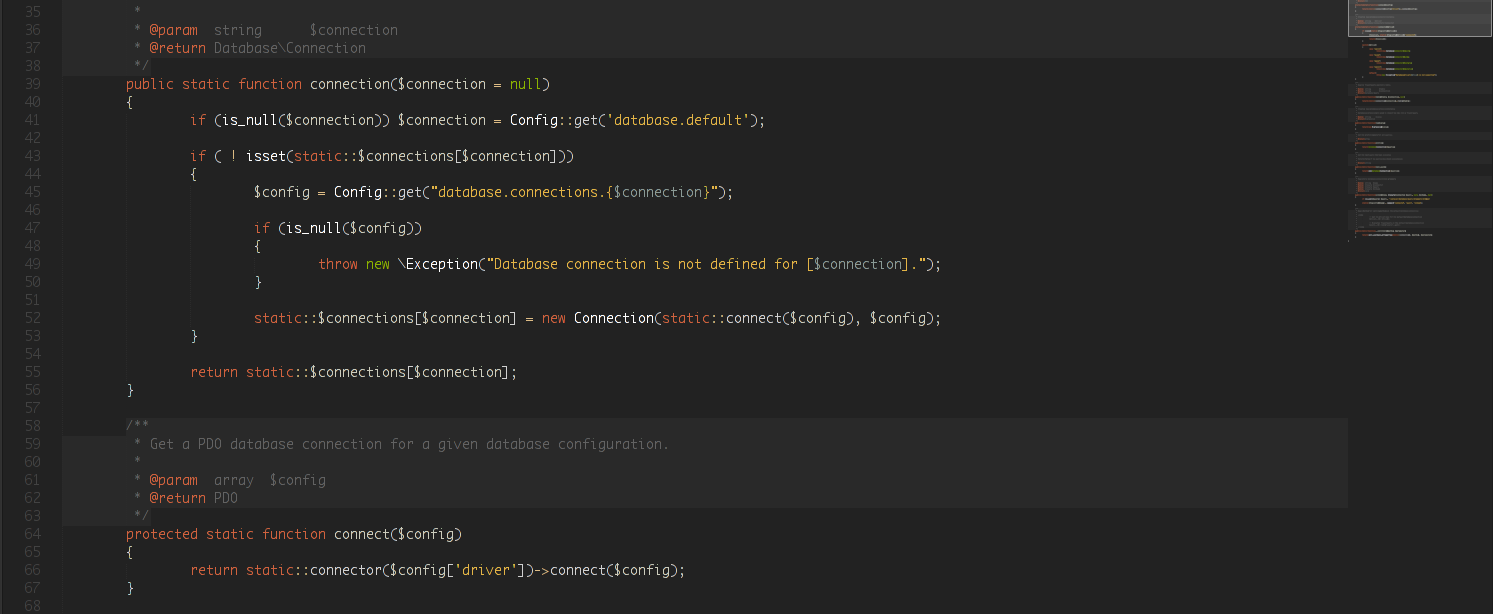 35 *
36 * @param string $connection
37 * @return Database\Connection
38 */
39 public static function connection($connection = null)
40 {
41 if (is_null($connection)) $connection = Config::get('database.default');
42
43 if ( ! isset(static::$connections[$connection]))
44 {
45 $config = Config::get("database.connections.{$connection}");
46
47 if (is_null($config))
48 {
49 throw new \Exception("Database connection is not defined for [$connection].");
50 }
51
52 static::$connections[$connection] = new Connection(static::connect($config), $config);
53 }
54
55 return static::$connections[$connection];
56 }
57
58 /**
59 * Get a PDO database connection for a given database configuration.
60 *
61 * @param array $config
62 * @return PDO
63 */
64 protected static function connect($config)
65 {
66 return static::connector($config['driver'])->connect($config);
67 }
68